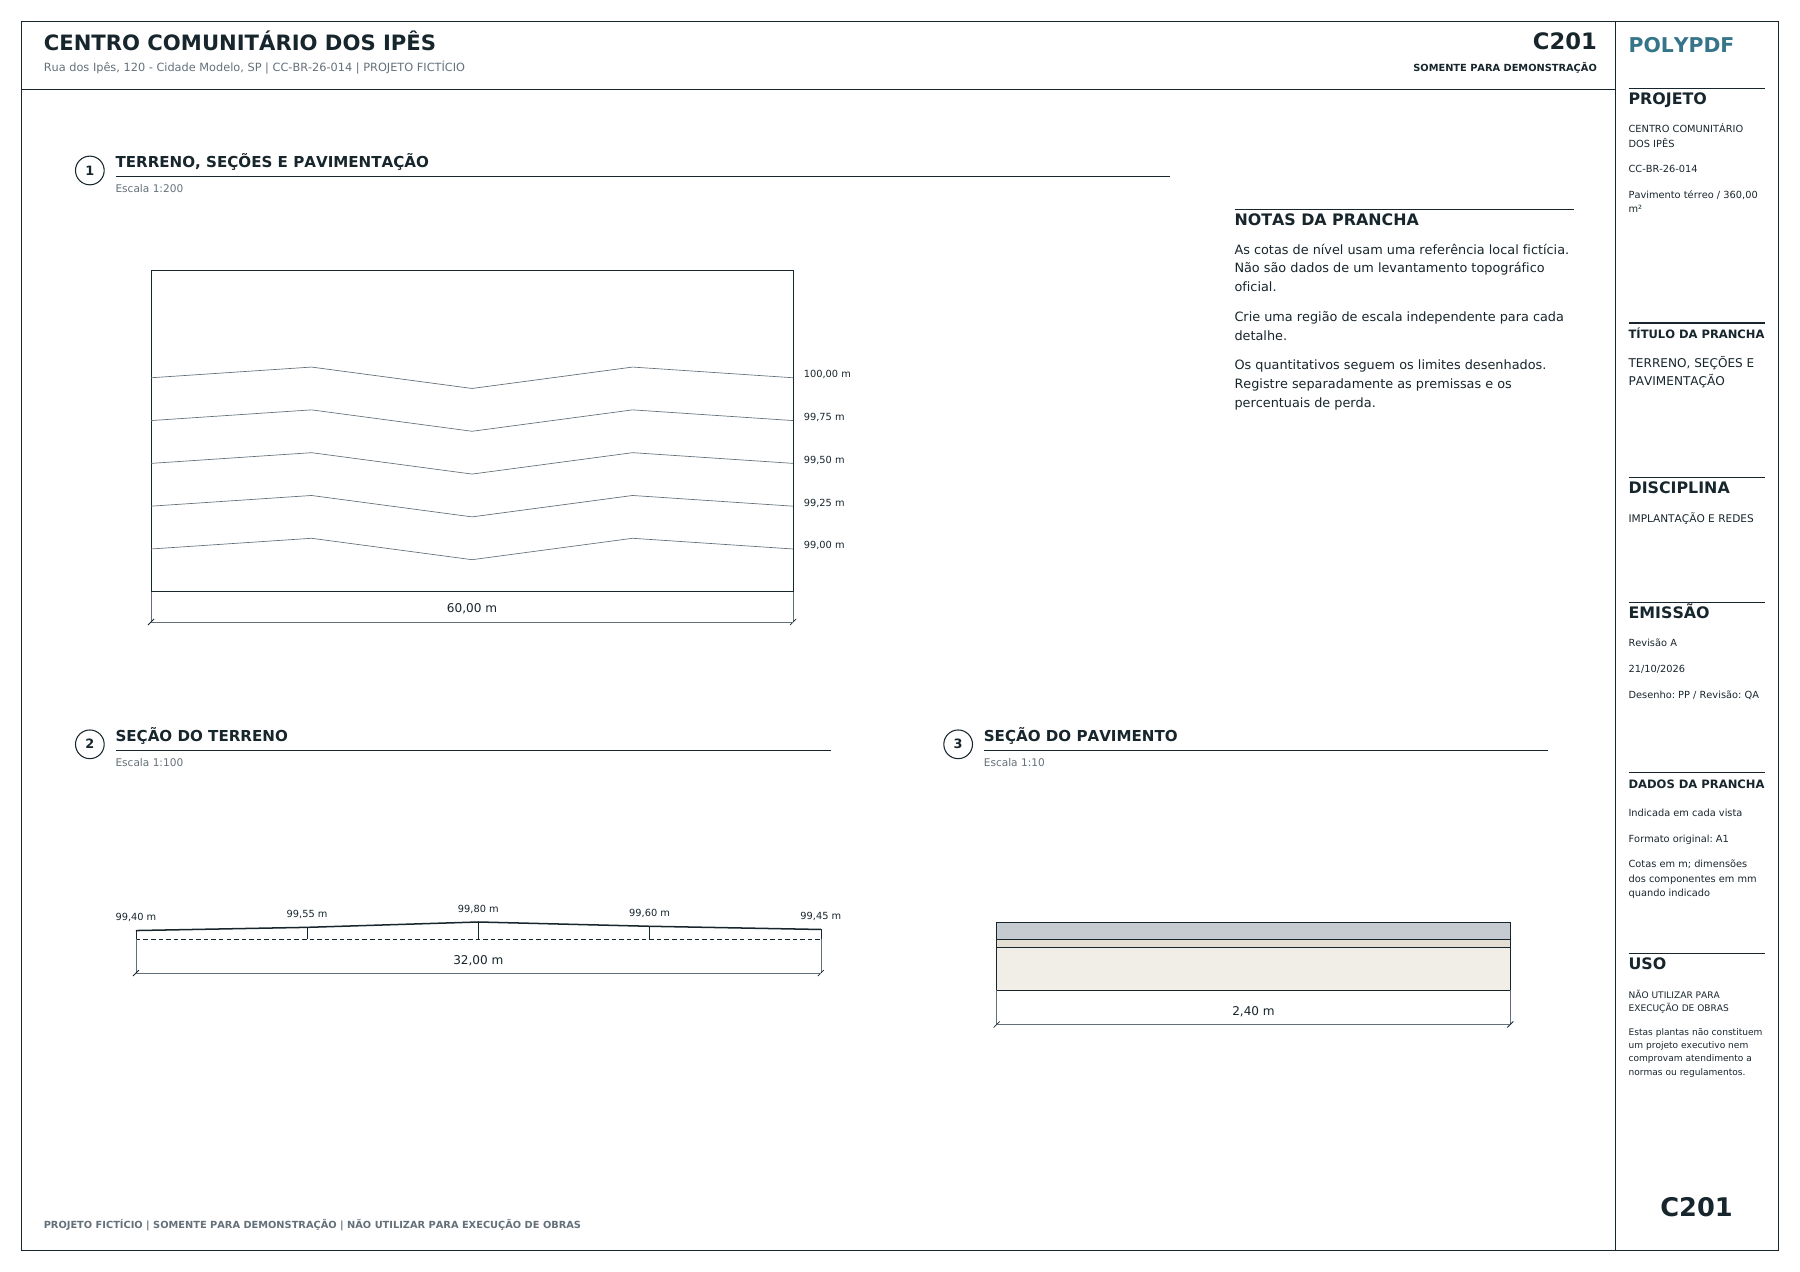 CENTRO COMUNITÁRIO DOS IPÊS
Rua dos Ipês, 120 - Cidade Modelo, SP | CC-BR-26-014 | PROJETO FICTÍCIO
C201
SOMENTE PARA DEMONSTRAÇÃO
1
TERRENO, SEÇÕES E PAVIMENTAÇÃO
Escala 1:200
100,00 m
99,75 m
99,50 m
99,25 m
99,00 m
60,00 m
NOTAS DA PRANCHA
As cotas de nível usam uma referência local fictícia.
Não são dados de um levantamento topográfico
oficial.
Crie uma região de escala independente para cada
detalhe.
Os quantitativos seguem os limites desenhados.
Registre separadamente as premissas e os
percentuais de perda.
2
SEÇÃO DO TERRENO
Escala 1:100
99,40 m
99,55 m
99,80 m
99,60 m
99,45 m
32,00 m
3
SEÇÃO DO PAVIMENTO
Escala 1:10
2,40 m
PROJETO FICTÍCIO | SOMENTE PARA DEMONSTRAÇÃO | NÃO UTILIZAR PARA EXECUÇÃO DE OBRAS
POLYPDF
PROJETO
CENTRO COMUNITÁRIO
DOS IPÊS
CC-BR-26-014
Pavimento térreo / 360,00
m²
TÍTULO DA PRANCHA
TERRENO, SEÇÕES E
PAVIMENTAÇÃO
DISCIPLINA
IMPLANTAÇÃO E REDES
EMISSÃO
Revisão A
21/10/2026
Desenho: PP / Revisão: QA
DADOS DA PRANCHA
Indicada em cada vista
Formato original: A1
Cotas em m; dimensões
dos componentes em mm
quando indicado
USO
NÃO UTILIZAR PARA
EXECUÇÃO DE OBRAS
Estas plantas não constituem
um projeto executivo nem
comprovam atendimento a
normas ou regulamentos.
C201